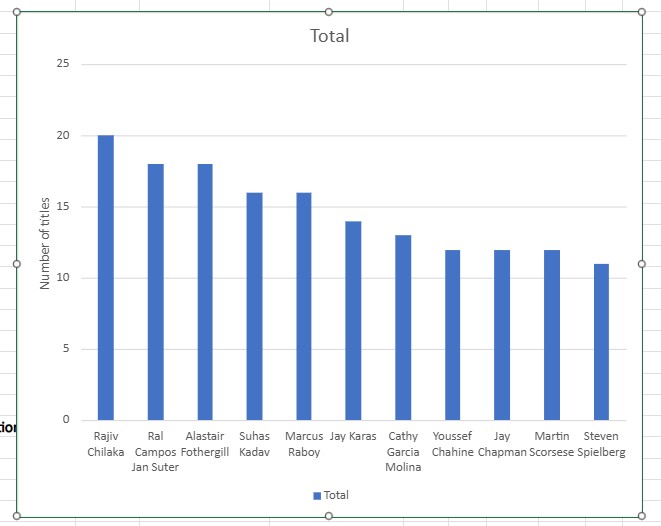 Total
25
20
15
10
5
0
Number of titles
Rajiv Chilaka
Ral Campos Jan Suter
Alastair Fothergill
Suhas Kadav
Marcus Raboy
Jay Karas
Cathy Garcia Molina
Youssef Chahine
Jay Chapman
Martin Scorsese
Steven Spielberg
Total
tion